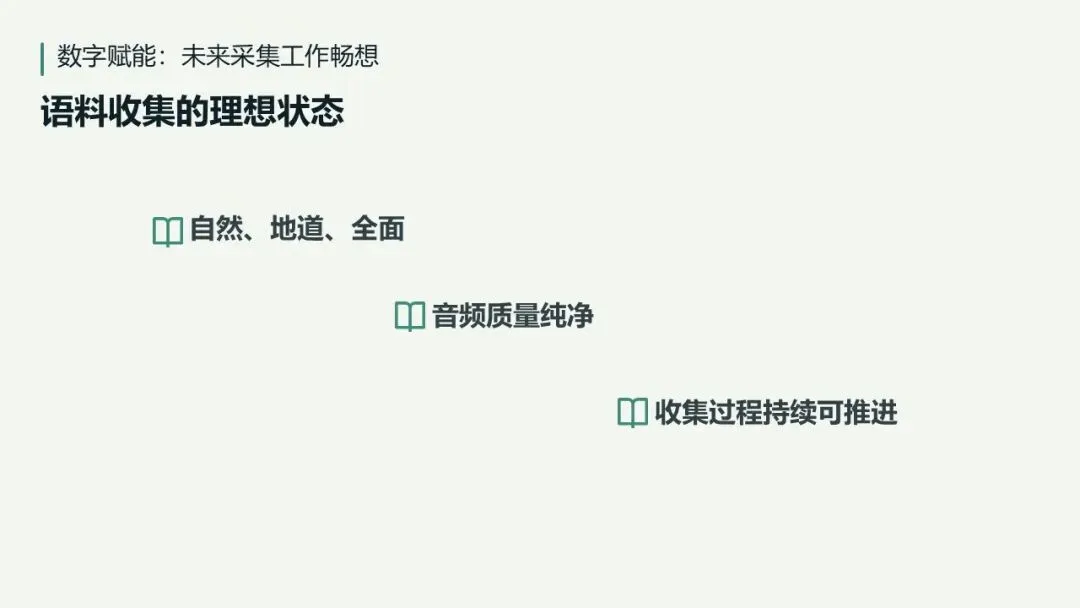 数字赋能：未来采集工作畅想
语料收集的理想状态
自然、地道、全面
音频质量纯净
收集过程持续可推进